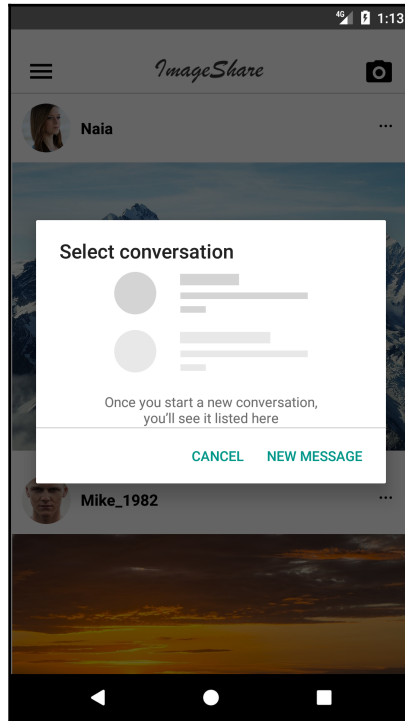 4G 1:13
ImageShare
Naia
Select conversation
Once you start a new conversation,
you'll see it listed here
CANCEL NEW MESSAGE
Mike_1982